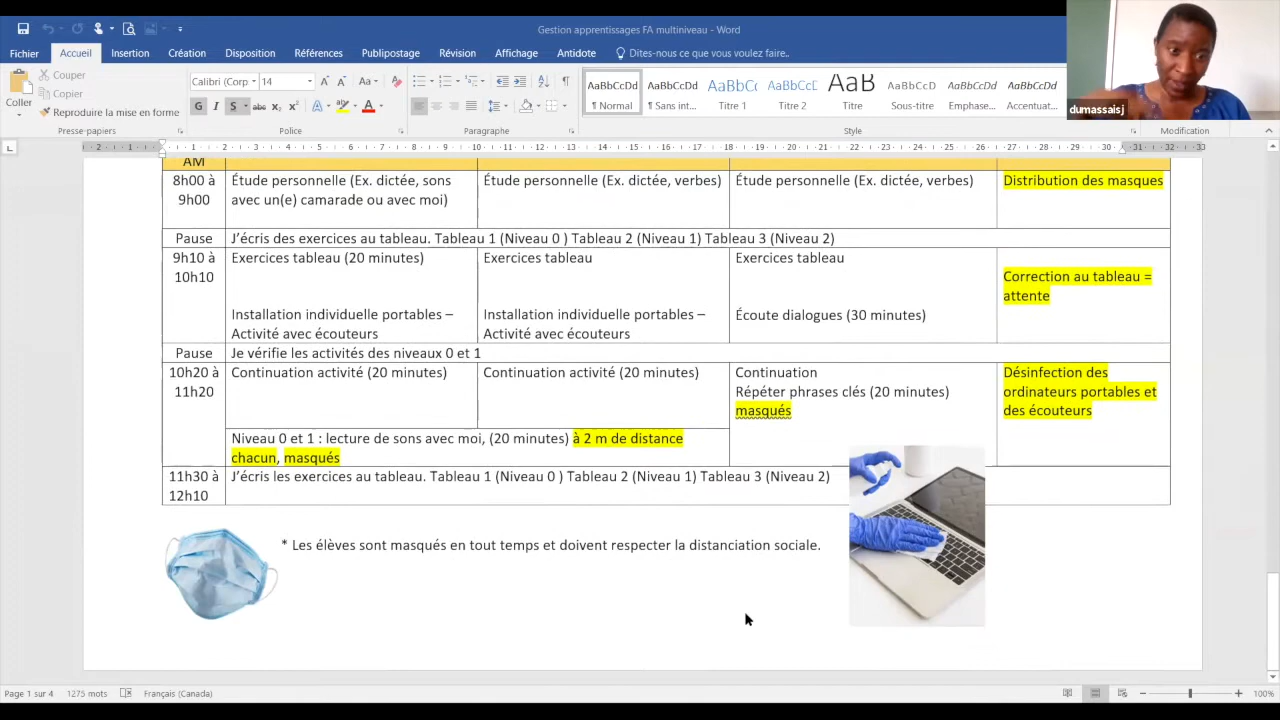 Gestion apprentissages FA multiniveau - Word
Fichier Accueil Insertion Création Disposition Références Publipostage Révision Affichage Antidote Dites-nous ce que vous voulez faire..
Coller
Couper
Copier
Reproduire la mise en forme
Presse-papiers
Calibri (Corp 14
G I S abc x₂ x²
Police
Paragraphe
AaBbCcDd AaBbCcDd AaBbCc AaBbCcC AaB AaBbCcD AaBbCcDd AaBbCcDd
¶ Normal ¶ Sans int... Titre 1 Titre 2 Titre Sous-titre Emphase... Accentuat...
Style
Modification
dumassaisj
AM
8h00 à 9h00
Étude personnelle (Ex. dictée, sons
avec un(e) camarade ou avec moi)
Étude personnelle (Ex. dictée, verbes)
Étude personnelle (Ex. dictée, verbes)
Distribution des masques
Pause J'écris des exercices au tableau. Tableau 1 (Niveau 0 ) Tableau 2 (Niveau 1) Tableau 3 (Niveau 2)
9h10 à
10h10
Exercices tableau (20 minutes)
Installation individuelle portables –
Activité avec écouteurs
Exercices tableau
Installation individuelle portables –
Activité avec écouteurs
Exercices tableau
Écoute dialogues (30 minutes)
Correction au tableau =
attente
Pause Je vérifie les activités des niveaux 0 et 1
10h20 à
11h20
Continuation activité (20 minutes)
Continuation activité (20 minutes)
Continuation
Répéter phrases clés (20 minutes)
masqués
Désinfection des
ordinateurs portables et
des écouteurs
Niveau 0 et 1 : lecture de sons avec moi, (20 minutes) à 2 m de distance
chacun, masqués
11h30 à
12h10
J'écris les exercices au tableau. Tableau 1 (Niveau 0 ) Tableau 2 (Niveau 1) Tableau 3 (Niveau 2)
* Les élèves sont masqués en tout temps et doivent respecter la distanciation sociale.
Page 1 sur 4 1275 mots Français (Canada) 100%